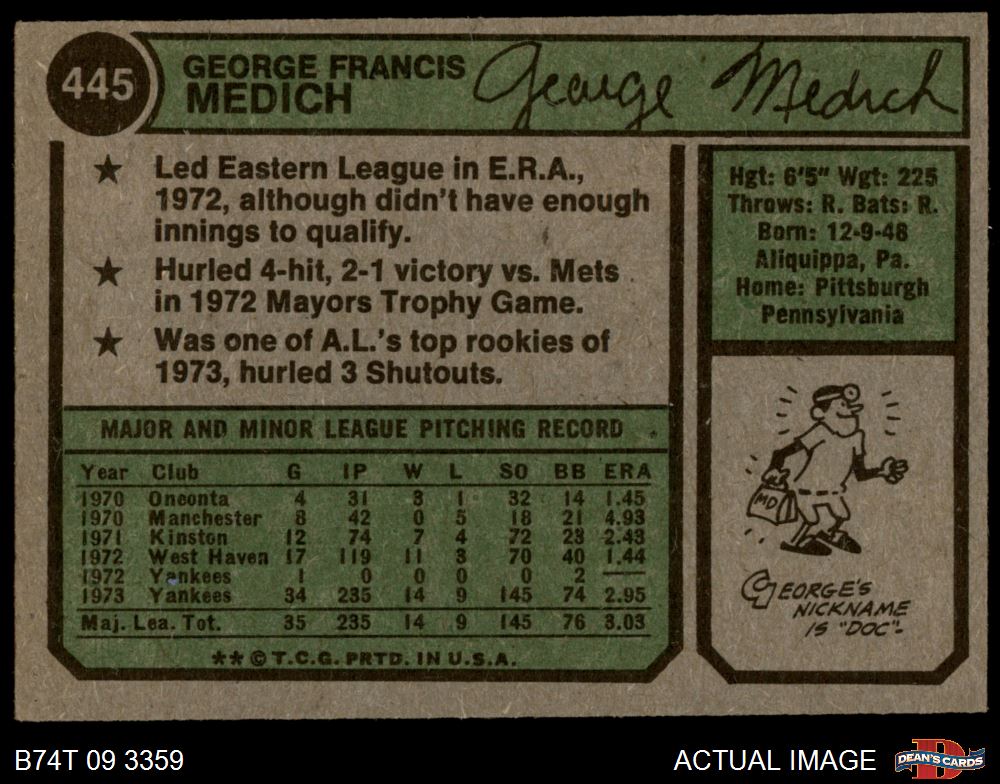 445
GEORGE FRANCIS
MEDICH
George Medich
★ Led Eastern League in E.R.A.,
1972, although didn't have enough
innings to qualify.
★ Hurled 4-hit, 2-1 victory vs. Mets
in 1972 Mayors Trophy Game.
★ Was one of A.L.'s top rookies of
1973, hurled 3 Shutouts.
Hgt: 6'5" Wgt: 225
Throws: R. Bats: R.
Born: 12-9-48
Aliquippa, Pa.
Home: Pittsburgh
Pennsylvania
MAJOR AND MINOR LEAGUE PITCHING RECORD
Year Club G IP W L SO BB ERA
1970 Oneonta 4 31 3 1 32 14 1.45
1970 Manchester 8 42 0 5 18 21 4.93
1971 Kinston 12 74 7 4 72 23 2.43
1972 West Haven 17 119 11 3 70 40 1.44
1972 Yankees 1 0 0 0 0 2 —
1973 Yankees 34 235 14 9 145 74 2.95
Maj. Lea. Tot. 35 235 14 9 145 76 3.03
**©T.C.G. PRTD. IN U.S.A.
MD
GEORGE'S
NICKNAME
IS "DOC"-
B74T 09 3359
ACTUAL IMAGE
DEAN'S CARDS